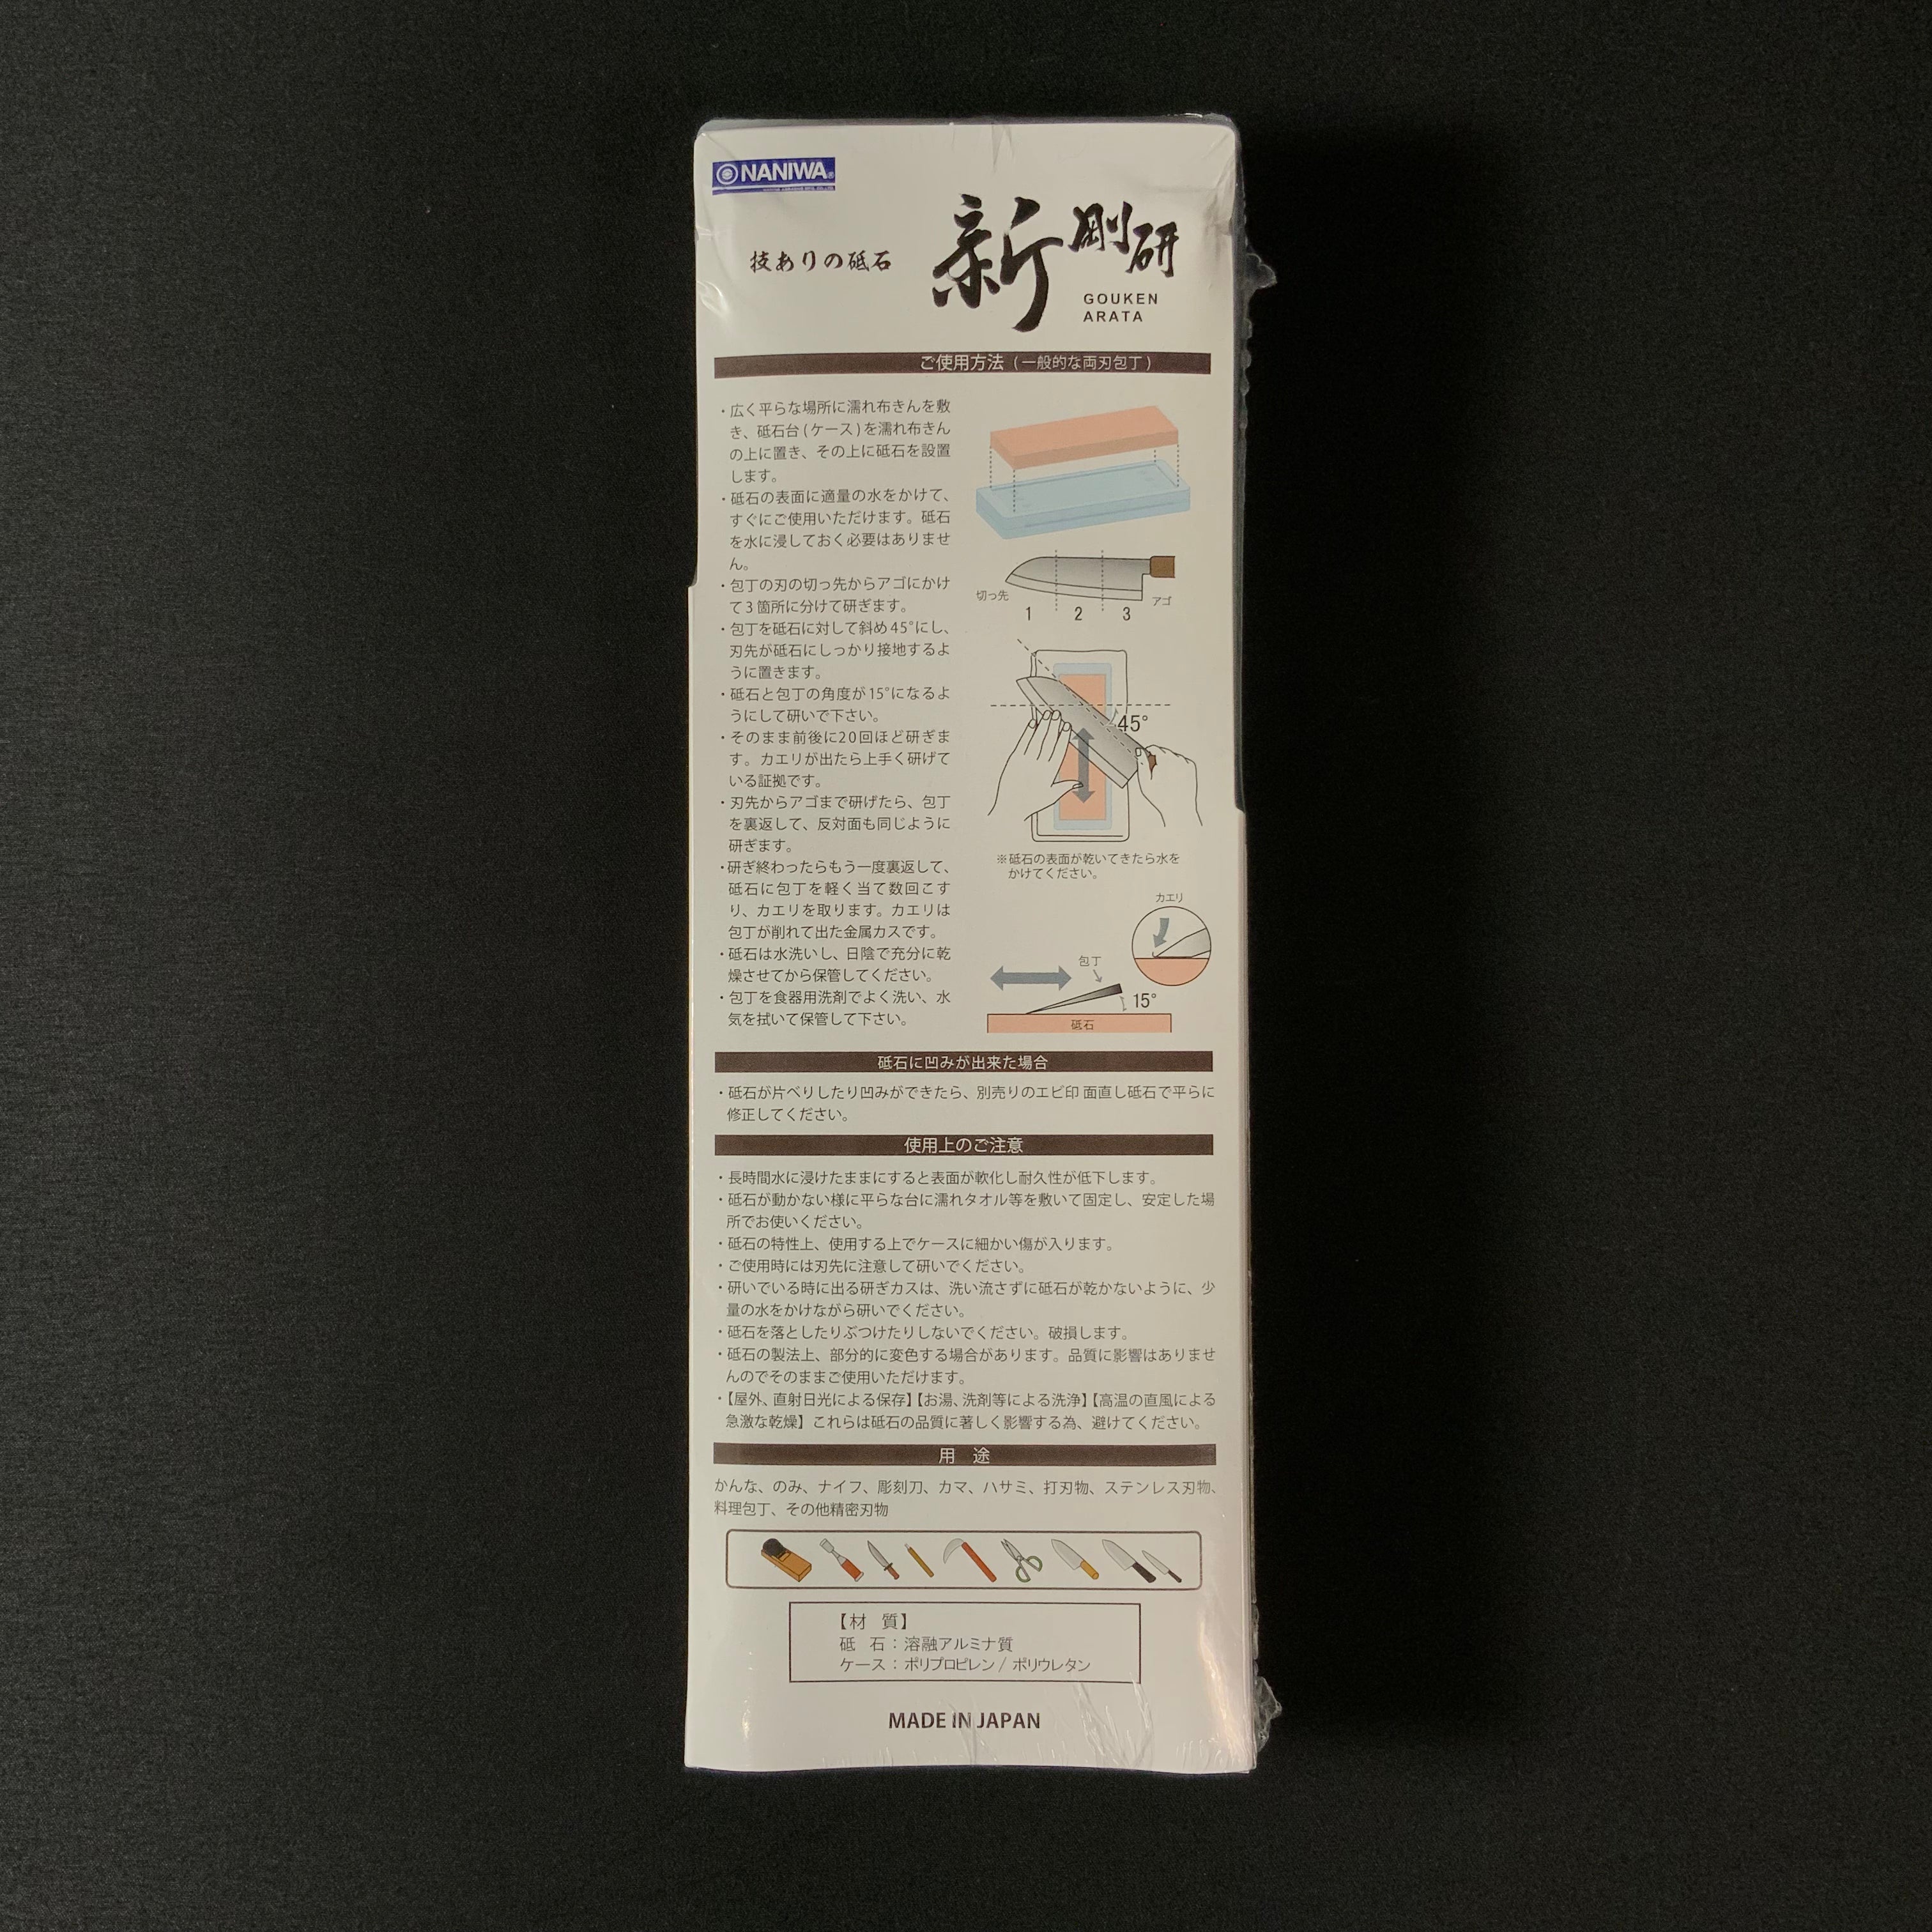 NANIWA®
技ありの砥石
新 剛研
GOUKEN
ARATA
ご使用方法 (一般的な両刃包丁)
・広く平らな場所に濡れ布きんを敷
き、砥石台(ケース)を濡れ布きん
の上に置き、その上に砥石を設置
します。
・砥石の表面に適量の水をかけて、
すぐにご使用いただけます。砥石
を水に浸しておく必要はありませ
ん。
・包丁の刃の切っ先からアゴにかけ
て3箇所に分けて研ぎます。
・包丁を砥石に対して斜め45°にし、
刃先が砥石にしっかり接地するよ
うに置きます。
・砥石と包丁の角度が15°になるよ
うにして研いで下さい。
・そのまま前後に20回ほど研ぎま
す。カエリが出たら上手く研げて
いる証拠です。
・刃先からアゴまで研げたら、包丁
を裏返して、反対面も同じように
研ぎます。
・研ぎ終わったらもう一度裏返して、
砥石に包丁を軽く当て数回こす
り、カエリを取ります。カエリは
包丁が削れて出た金属カスです。
・砥石は水洗いし、日陰で充分に乾
燥させてから保管してください。
・包丁を食器用洗剤でよく洗い、水
気を拭いて保管して下さい。
切っ先
アゴ
1 2 3
45°
※砥石の表面が乾いてきたら水を
かけてください。
カエリ
包丁
15°
砥石
砥石に凹みが出来た場合
・砥石が片べりしたり凹みができたら、別売りのエビ印 面直し砥石で平らに
修正してください。
使用上のご注意
・長時間水に浸けたままにすると表面が軟化し耐久性が低下します。
・砥石が動かない様に平らな台に濡れタオル等を敷いて固定し、安定した場
所でお使いください。
・砥石の特性上、使用する上でケースに細かい傷が入ります。
・ご使用時には刃先に注意して研いでください。
・研いでいる時に出る研ぎカスは、洗い流さずに砥石が乾かないように、少
量の水をかけながら研いでください。
・砥石を落としたりぶつけたりしないでください。破損します。
・砥石の製法上、部分的に変色する場合があります。品質に影響はありませ
んのでそのままご使用いただけます。
・【屋外、直射日光による保存】【お湯、洗剤等による洗浄】【高温の直風による
急激な乾燥】これらは砥石の品質に著しく影響する為、避けてください。
用 途
かんな、のみ、ナイフ、彫刻刀、カマ、ハサミ、打刃物、ステンレス刃物、
料理包丁、その他精密刃物
【材 質】
砥 石：溶融アルミナ質
ケース：ポリプロピレン / ポリウレタン
MADE IN JAPAN